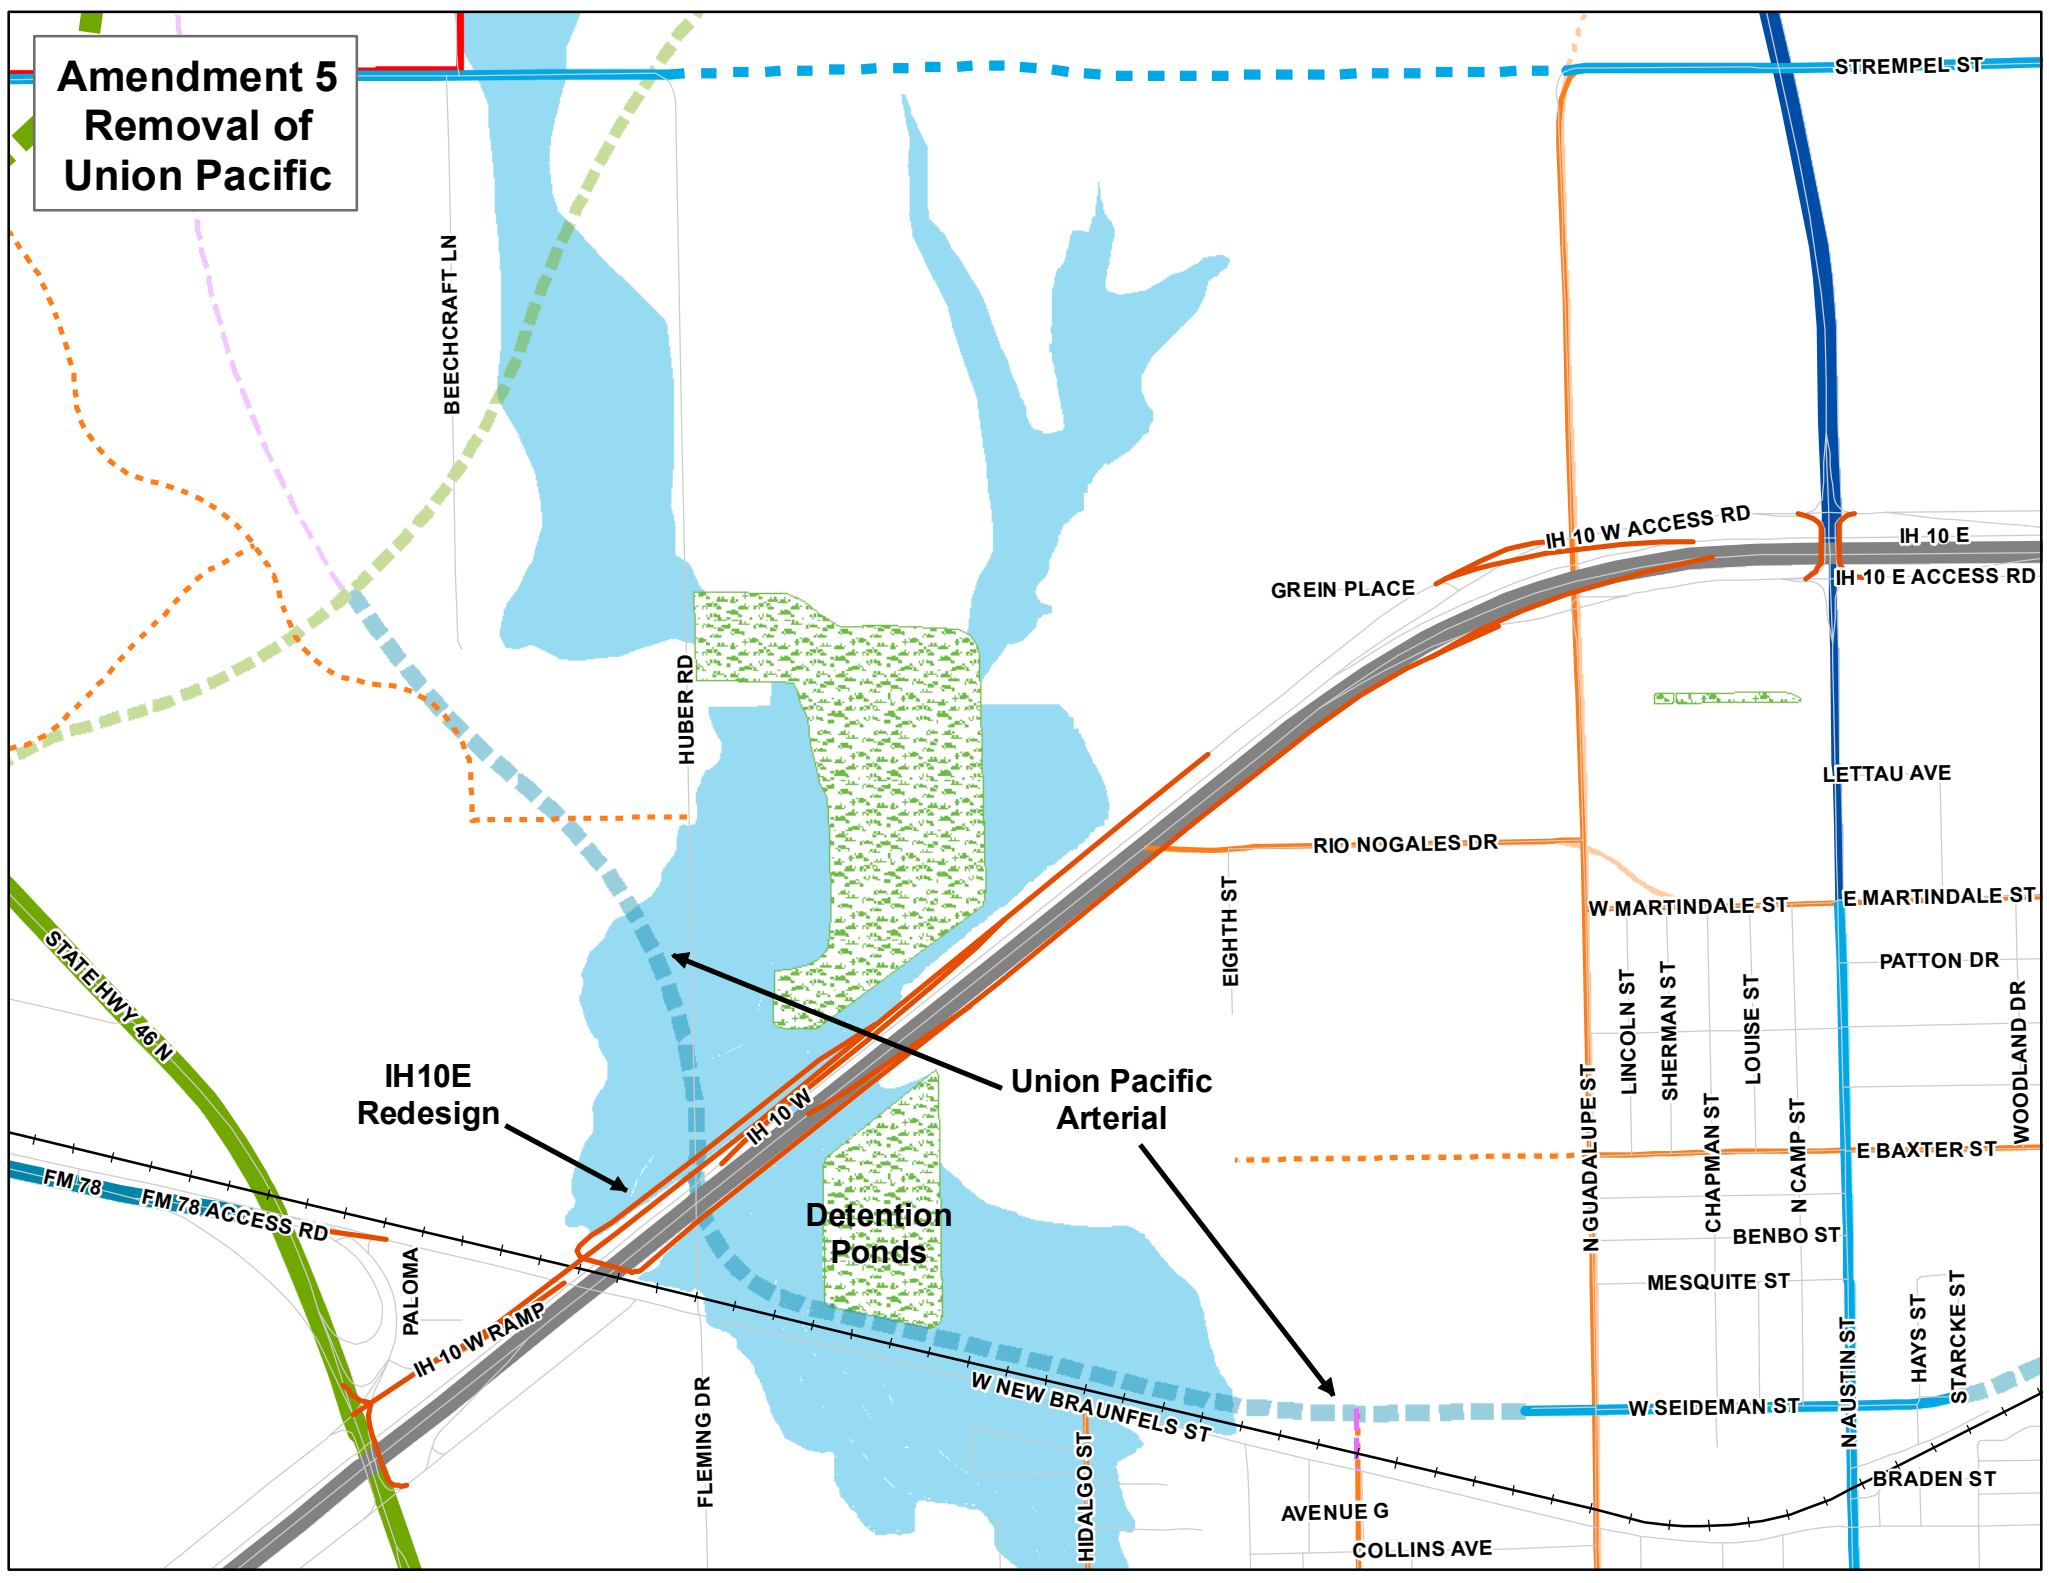 Amendment 5
Removal of
Union Pacific
STREMPEL ST
BEECHCRAFT LN
IH 10 W ACCESS RD
IH 10 E
IH 10 E ACCESS RD
GREIN PLACE
HUBER RD
LETTAU AVE
RIO NOGALES DR
EIGHTH ST
W MARTINDALE ST
E MARTINDALE ST
PATTON DR
STATE HWY 46 N
LINCOLN ST
SHERMAN ST
LOUISE ST
WOODLAND DR
IH10E
Redesign
Union Pacific
Arterial
IH 10 W
N GUADALUPE ST
CHAPMAN ST
N CAMP ST
E BAXTER ST
FM 78
FM 78 ACCESS RD
Detention
Ponds
BENBO ST
PALOMA
MESQUITE ST
HAYS ST
STARCKE ST
IH 10 W RAMP
N AUSTIN ST
W NEW BRAUNFELS ST
W SEIDEMAN ST
FLEMING DR
HIDALGO ST
BRADEN ST
AVENUE G
COLLINS AVE